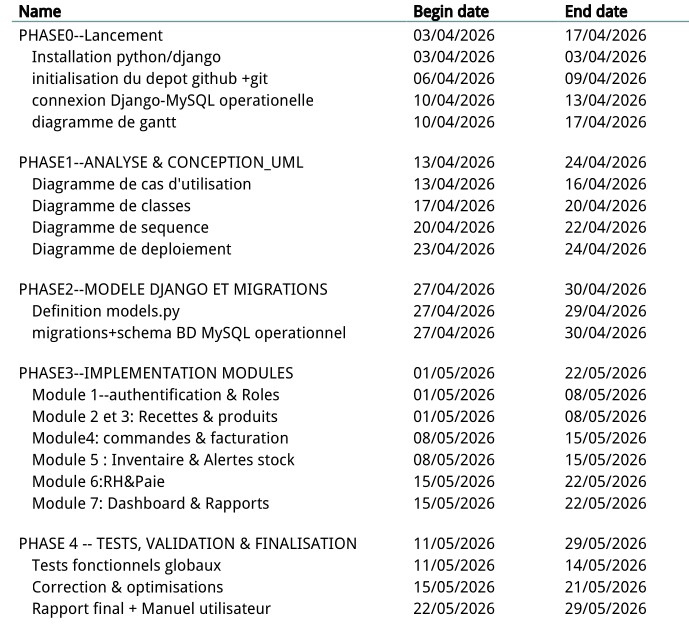 Name Begin date End date
PHASE0--Lancement 03/04/2026 17/04/2026
Installation python/django 03/04/2026 03/04/2026
initialisation du depot github +git 06/04/2026 09/04/2026
connexion Django-MySQL operationelle 10/04/2026 13/04/2026
diagramme de gantt 10/04/2026 17/04/2026
PHASE1--ANALYSE & CONCEPTION_UML 13/04/2026 24/04/2026
Diagramme de cas d'utilisation 13/04/2026 16/04/2026
Diagramme de classes 17/04/2026 20/04/2026
Diagramme de sequence 20/04/2026 22/04/2026
Diagramme de deploiement 23/04/2026 24/04/2026
PHASE2--MODELE DJANGO ET MIGRATIONS 27/04/2026 30/04/2026
Definition models.py 27/04/2026 29/04/2026
migrations+schema BD MySQL operationnel 27/04/2026 30/04/2026
PHASE3--IMPLEMENTATION MODULES 01/05/2026 22/05/2026
Module 1--authentification & Roles 01/05/2026 08/05/2026
Module 2 et 3: Recettes & produits 01/05/2026 08/05/2026
Module4: commandes & facturation 08/05/2026 15/05/2026
Module 5 : Inventaire & Alertes stock 08/05/2026 15/05/2026
Module 6:RH&Paie 15/05/2026 22/05/2026
Module 7: Dashboard & Rapports 15/05/2026 22/05/2026
PHASE 4 -- TESTS, VALIDATION & FINALISATION 11/05/2026 29/05/2026
Tests fonctionnels globaux 11/05/2026 14/05/2026
Correction & optimisations 15/05/2026 21/05/2026
Rapport final + Manuel utilisateur 22/05/2026 29/05/2026